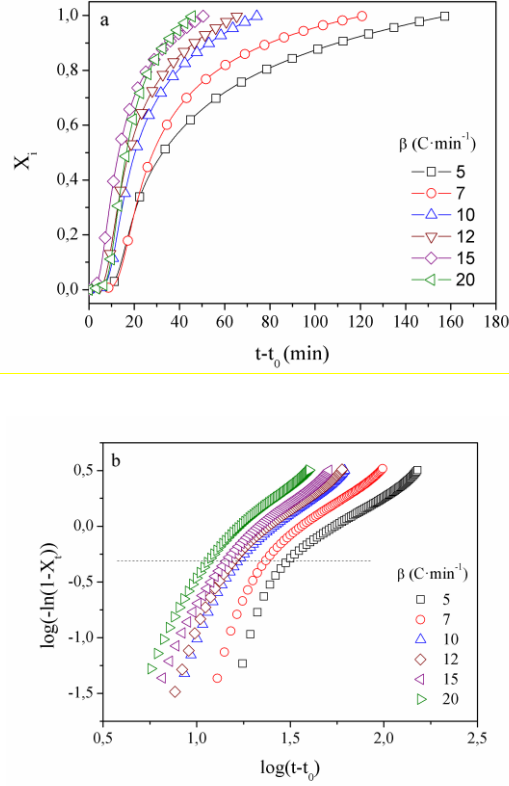 a
1,0
0,8
0,6
0,4
0,2
0,0
X_i
β (C·min⁻¹)
5
7
10
12
15
20
0 20 40 60 80 100 120 140 160 180
t-t₀ (min)
b
0,5
0,0
-0,5
-1,0
-1,5
log(-ln(1-X_t))
β (C·min⁻¹)
5
7
10
12
15
20
0,5 1,0 1,5 2,0 2,5
log(t-t₀)